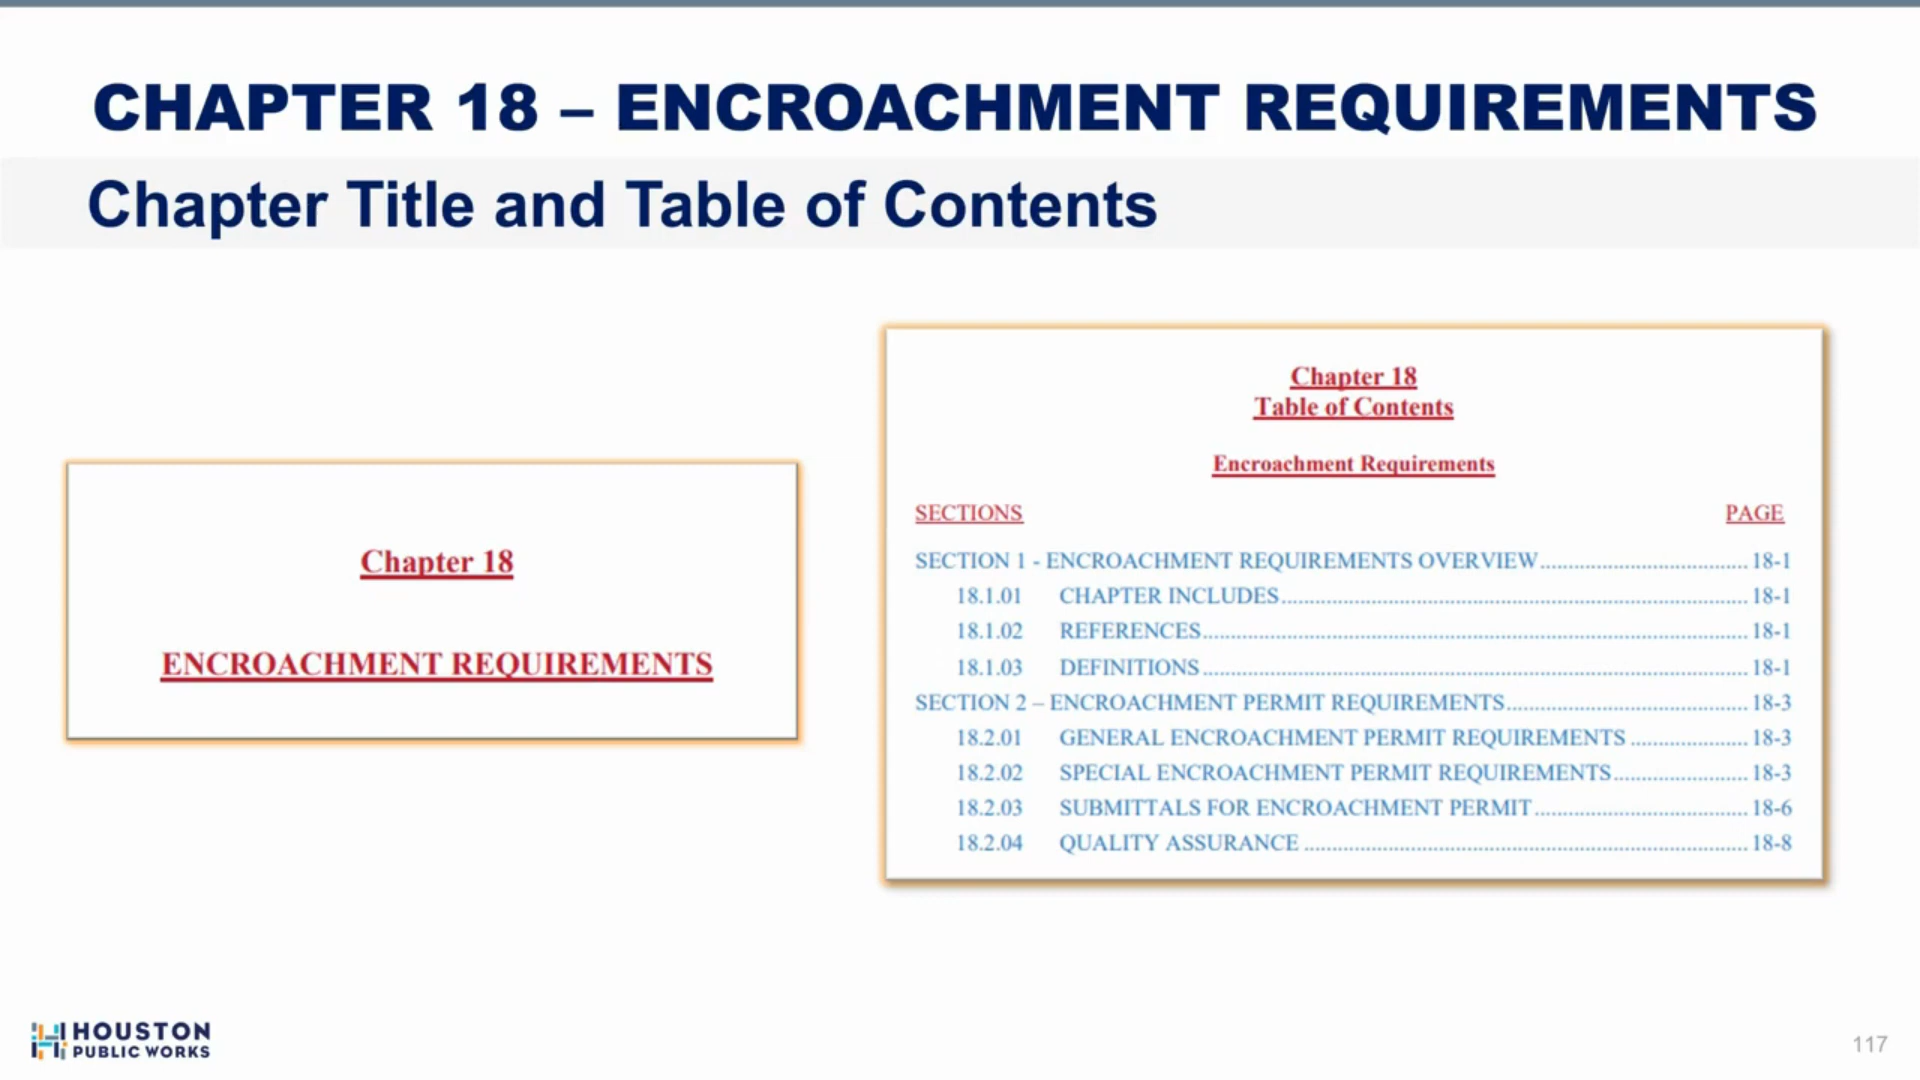 CHAPTER 18 – ENCROACHMENT REQUIREMENTS
Chapter Title and Table of Contents
Chapter 18
ENCROACHMENT REQUIREMENTS
Chapter 18
Table of Contents
Encroachment Requirements
SECTIONS PAGE
SECTION 1 - ENCROACHMENT REQUIREMENTS OVERVIEW 18-1
18.1.01 CHAPTER INCLUDES 18-1
18.1.02 REFERENCES 18-1
18.1.03 DEFINITIONS 18-1
SECTION 2 – ENCROACHMENT PERMIT REQUIREMENTS 18-3
18.2.01 GENERAL ENCROACHMENT PERMIT REQUIREMENTS 18-3
18.2.02 SPECIAL ENCROACHMENT PERMIT REQUIREMENTS 18-3
18.2.03 SUBMITTALS FOR ENCROACHMENT PERMIT 18-6
18.2.04 QUALITY ASSURANCE 18-8
HOUSTON
PUBLIC WORKS
117